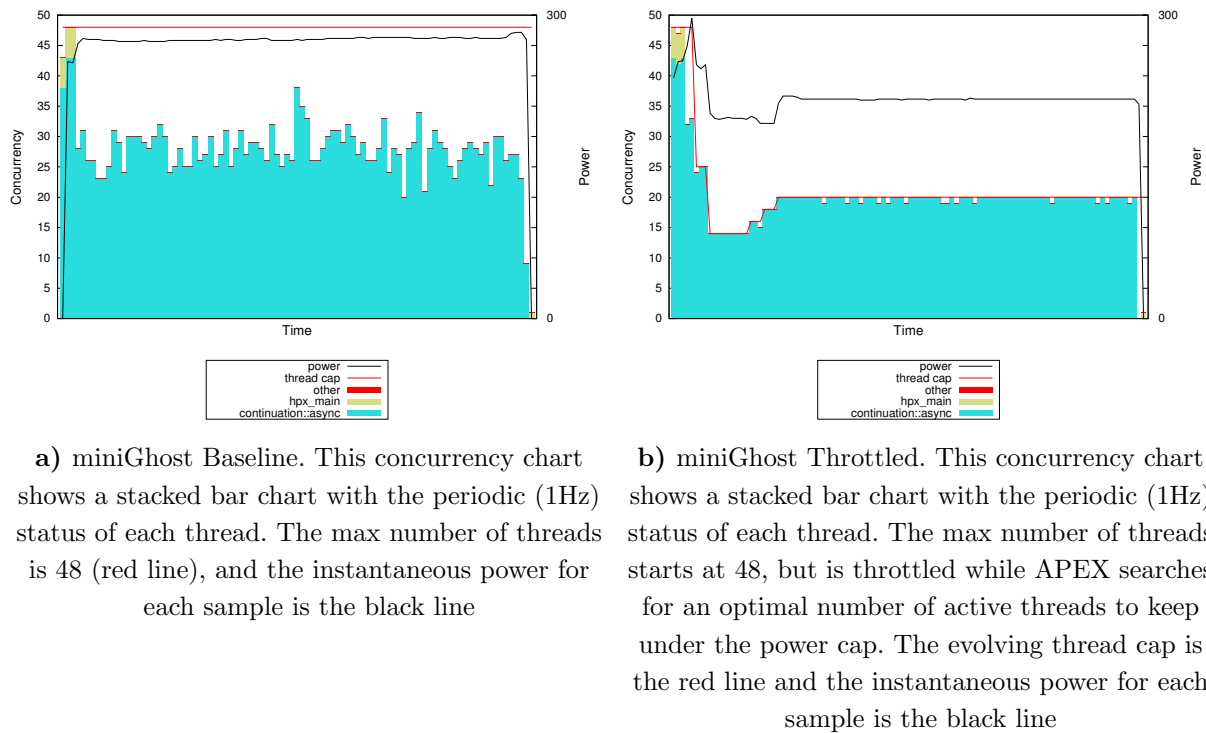 50
45
40
35
30
25
20
15
10
5
0
Concurrency
Time
300
0
Power
power
thread cap
other
hpx_main
continuation::async
a) miniGhost Baseline. This concurrency chart
shows a stacked bar chart with the periodic (1Hz)
status of each thread. The max number of threads
is 48 (red line), and the instantaneous power for
each sample is the black line
50
45
40
35
30
25
20
15
10
5
0
Concurrency
Time
300
0
Power
power
thread cap
other
hpx_main
continuation::async
b) miniGhost Throttled. This concurrency chart
shows a stacked bar chart with the periodic (1Hz)
status of each thread. The max number of threads
starts at 48, but is throttled while APEX searches
for an optimal number of active threads to keep
under the power cap. The evolving thread cap is
the red line and the instantaneous power for each
sample is the black line